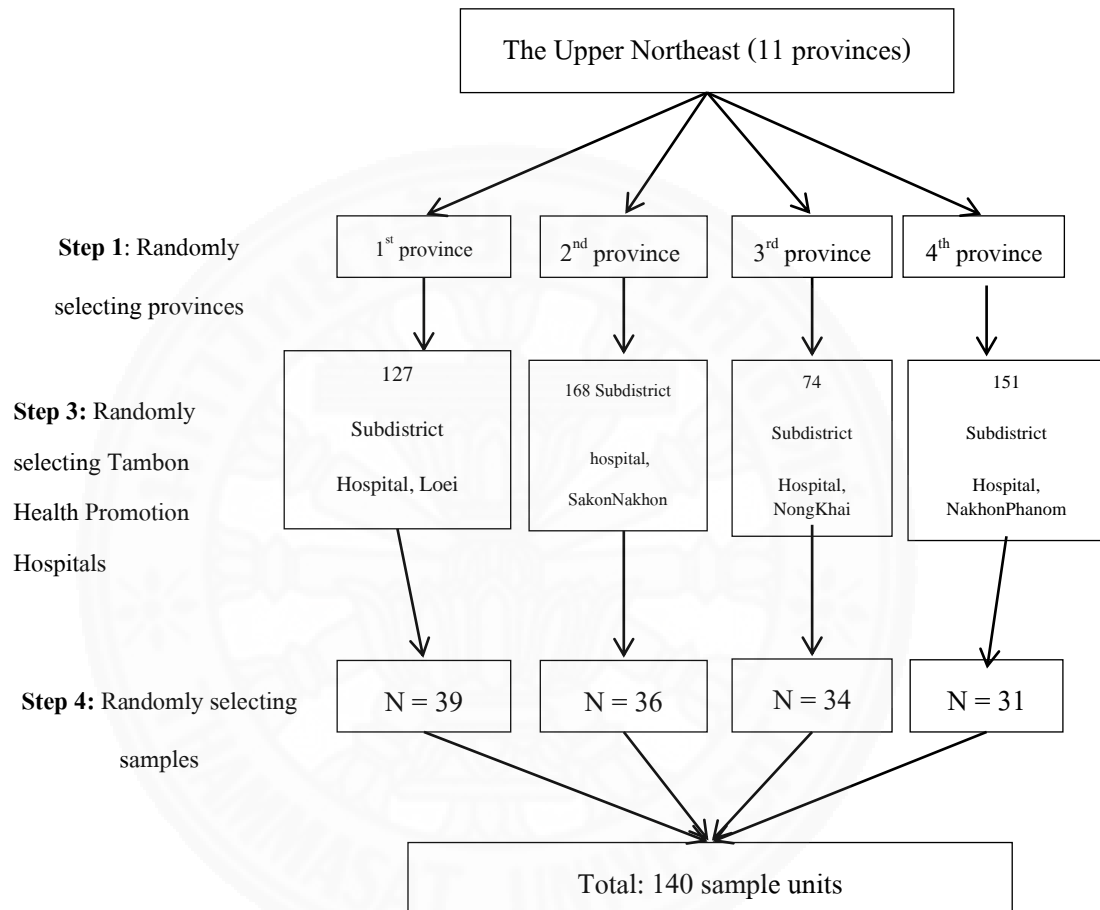 The Upper Northeast (11 provinces)
Step 1: Randomly
selecting provinces
1st province
2nd province
3rd province
4th province
Step 3: Randomly
selecting Tambon
Health Promotion
Hospitals
127
Subdistrict
Hospital, Loei
168 Subdistrict
hospital,
SakonNakhon
74
Subdistrict
Hospital,
NongKhai
151
Subdistrict
Hospital,
NakhonPhanom
Step 4: Randomly selecting
samples
N = 39
N = 36
N = 34
N = 31
Total: 140 sample units